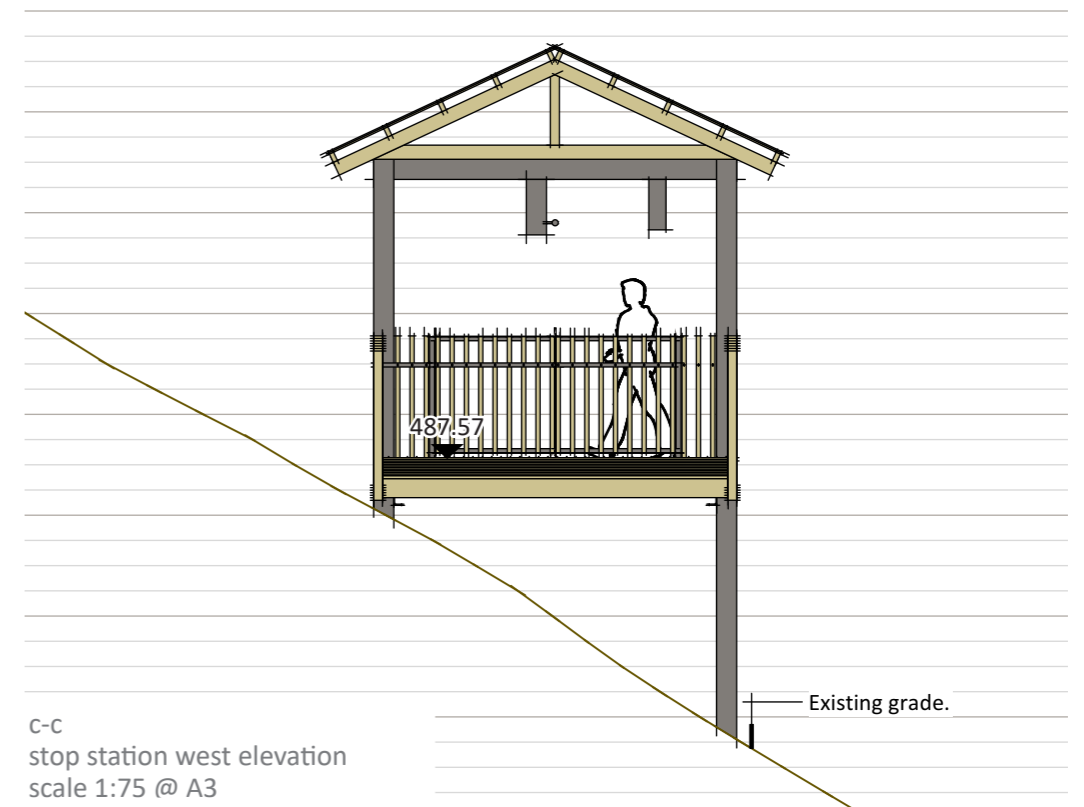 487.57
Existing grade.
c-c
stop station west elevation
scale 1:75 @ A3